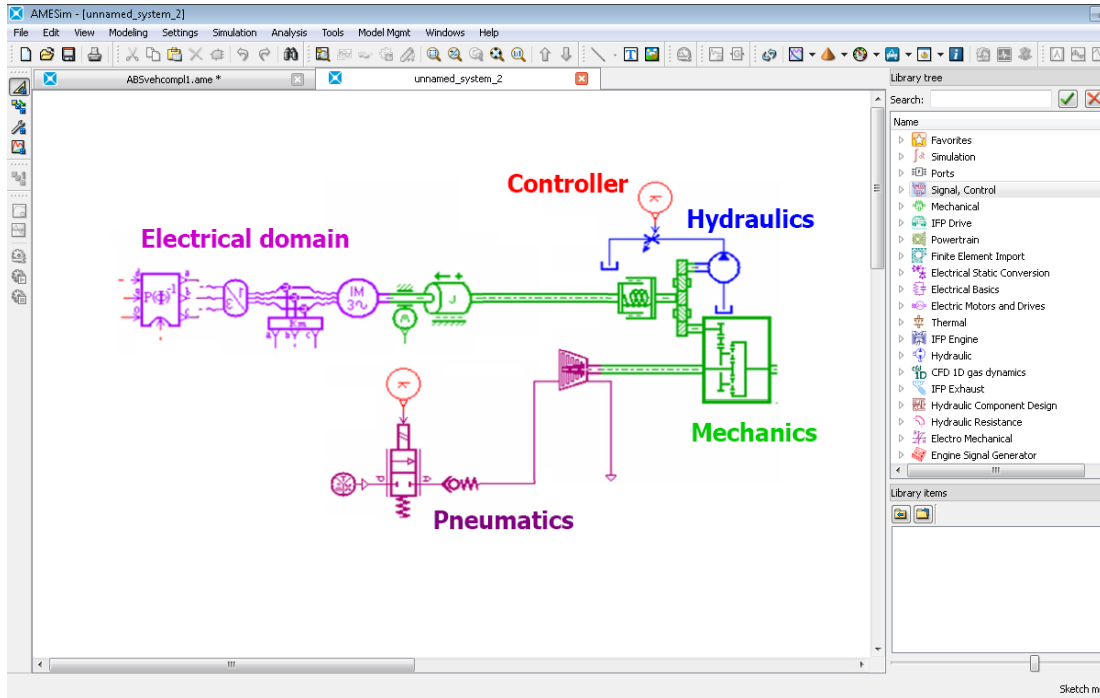 AMESim - [unnamed_system_2]
File Edit View Modeling Settings Simulation Analysis Tools Model Mgmt Windows Help
ABSvehcompl1.ame *
unnamed_system_2
Library tree
Search:
Name
Favorites
Simulation
Ports
Signal, Control
Mechanical
IFP Drive
Powertrain
Finite Element Import
Electrical Static Conversion
Electrical Basics
Electric Motors and Drives
Thermal
IFP Engine
Hydraulic
CFD 1D gas dynamics
IFP Exhaust
Hydraulic Component Design
Hydraulic Resistance
Electro Mechanical
Engine Signal Generator
Library items
Controller
K
Hydraulics
Electrical domain
P(Φ)⁻¹
IM
3~
J
Km
K
Mechanics
Pneumatics
Sketch m